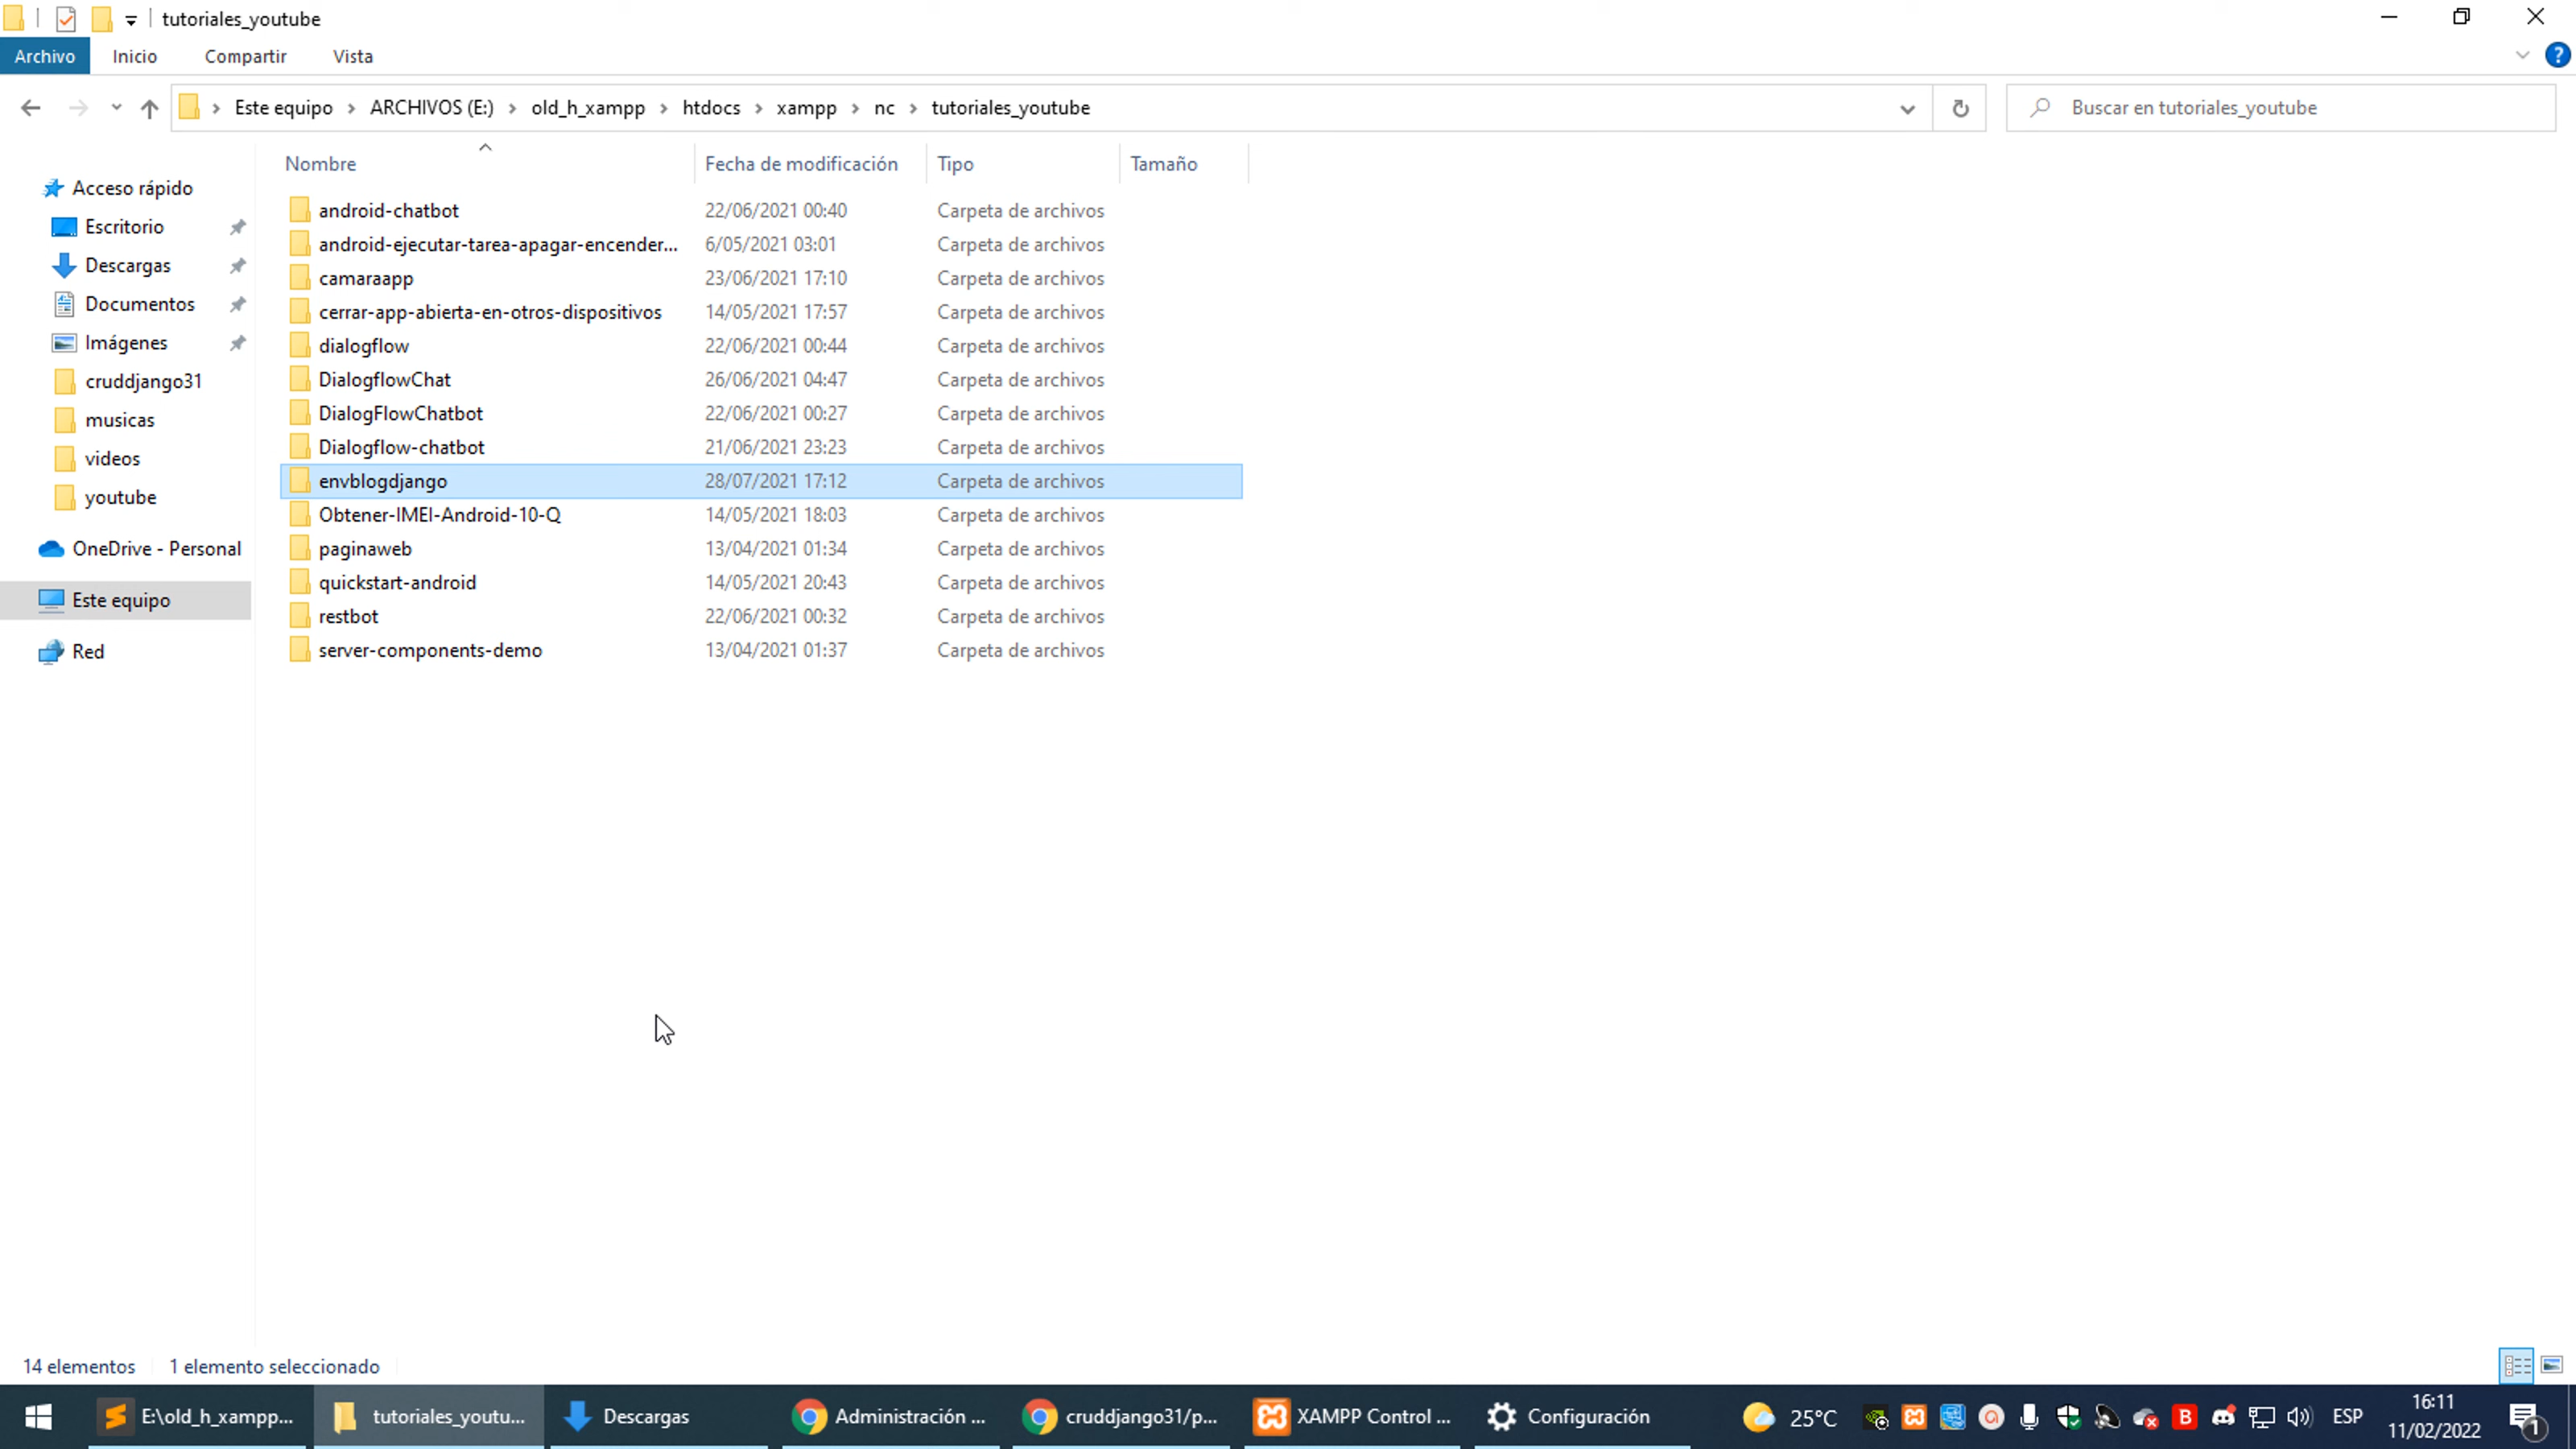 tutoriales_youtube
Archivo Inicio Compartir Vista
Este equipo > ARCHIVOS (E:) > old_h_xampp > htdocs > xampp > nc > tutoriales_youtube
Buscar en tutoriales_youtube
Nombre Fecha de modificación Tipo Tamaño
Acceso rápido
Escritorio
Descargas
Documentos
Imágenes
cruddjango31
musicas
videos
youtube
OneDrive - Personal
Este equipo
Red
android-chatbot 22/06/2021 00:40 Carpeta de archivos
android-ejecutar-tarea-apagar-encender... 6/05/2021 03:01 Carpeta de archivos
camaraapp 23/06/2021 17:10 Carpeta de archivos
cerrar-app-abierta-en-otros-dispositivos 14/05/2021 17:57 Carpeta de archivos
dialogflow 22/06/2021 00:44 Carpeta de archivos
DialogflowChat 26/06/2021 04:47 Carpeta de archivos
DialogFlowChatbot 22/06/2021 00:27 Carpeta de archivos
Dialogflow-chatbot 21/06/2021 23:23 Carpeta de archivos
envblogdjango 28/07/2021 17:12 Carpeta de archivos
Obtener-IMEI-Android-10-Q 14/05/2021 18:03 Carpeta de archivos
paginaweb 13/04/2021 01:34 Carpeta de archivos
quickstart-android 14/05/2021 20:43 Carpeta de archivos
restbot 22/06/2021 00:32 Carpeta de archivos
server-components-demo 13/04/2021 01:37 Carpeta de archivos
14 elementos 1 elemento seleccionado
E:\old_h_xampp... tutoriales_youtu... Descargas Administración ... cruddjango31/p... XAMPP Control ... Configuración 25°C ESP 16:11
11/02/2022
1